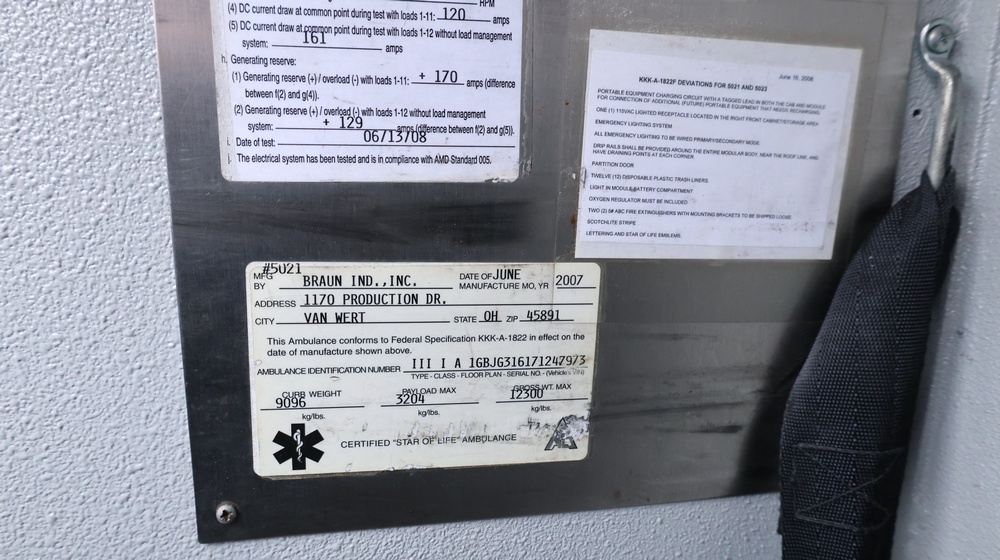 RPM
(4) DC current draw at common point during test with loads 1-11: 120 amps
(5) DC current draw at common point during test with loads 1-12 without load management
system: 161 amps
h. Generating reserve:
(1) Generating reserve (+) / overload (-) with loads 1-11: + 170 amps (difference
between f(2) and g(4)).
(2) Generating reserve (+) / overload (-) with loads 1-12 without load management
system: + 129 amps (difference between f(2) and g(5)).
i. Date of test: 06/13/08
j. The electrical system has been tested and is in compliance with AMD Standard 005.
June 16, 2008
KKK-A-1822F DEVIATIONS FOR 5021 AND 5023
PORTABLE EQUIPMENT CHARGING CIRCUIT WITH A TAGGED LEAD IN BOTH THE CAB AND MODULE
FOR CONNECTION OF ADDITIONAL (FUTURE) PORTABLE EQUIPMENT THAT NEEDS RECHARGING.
ONE (1) 115VAC LIGHTED RECEPTACLE LOCATED IN THE RIGHT FRONT CABINET/STORAGE AREA
EMERGENCY LIGHTING SYSTEM
ALL EMERGENCY LIGHTING TO BE WIRED PRIMARY/SECONDARY MODE
DRIP RAILS SHALL BE PROVIDED AROUND THE ENTIRE MODULAR BODY, NEAR THE ROOF LINE, AND
HAVE DRAINING POINTS AT EACH CORNER.
PARTITION DOOR
TWELVE (12) DISPOSABLE PLASTIC TRASH LINERS.
LIGHT IN MODULE BATTERY COMPARTMENT
OXYGEN REGULATOR MUST BE INCLUDED
TWO (2) 5# ABC FIRE EXTINGUISHERS WITH MOUNTING BRACKETS TO BE SHIPPED LOOSE
SCOTCHLITE STRIPE
LETTERING AND STAR OF LIFE EMBLEMS
#5021
MFG BY BRAUN IND.,INC. DATE OF MANUFACTURE MO, YR JUNE 2007
ADDRESS 1170 PRODUCTION DR.
CITY VAN WERT STATE OH ZIP 45891
This Ambulance conforms to Federal Specification KKK-A-1822 in effect on the
date of manufacture shown above.
AMBULANCE IDENTIFICATION NUMBER III I A 1GBJG316171247973
TYPE - CLASS - FLOOR PLAN - SERIAL NO. - (Vehicles VIN)
CURB WEIGHT PAYLOAD MAX GROSS WT. MAX
9096 3204 12300
kg/lbs. kg/lbs. kg/lbs.
CERTIFIED "STAR OF LIFE" AMBULANCE